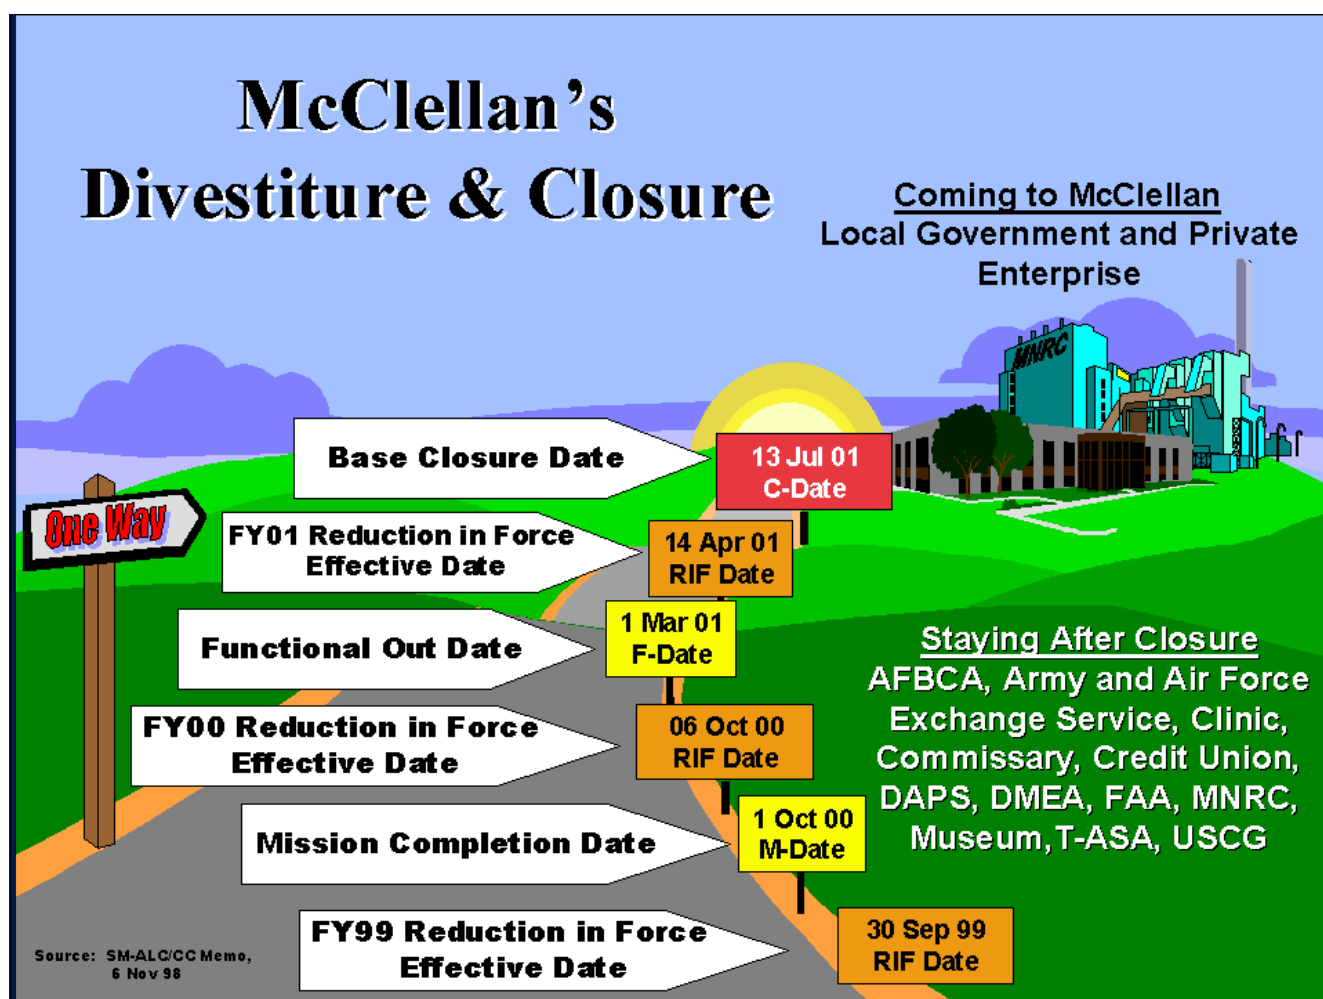 McClellan's
Divestiture & Closure
Coming to McClellan
Local Government and Private
Enterprise
MNRC
Base Closure Date
13 Jul 01
C-Date
One Way
FY01 Reduction in Force
Effective Date
14 Apr 01
RIF Date
Functional Out Date
1 Mar 01
F-Date
Staying After Closure
AFBCA, Army and Air Force
Exchange Service, Clinic,
Commissary, Credit Union,
DAPS, DMEA, FAA, MNRC,
Museum,T-ASA, USCG
FY00 Reduction in Force
Effective Date
06 Oct 00
RIF Date
Mission Completion Date
1 Oct 00
M-Date
FY99 Reduction in Force
Effective Date
30 Sep 99
RIF Date
Source: SM-ALC/CC Memo,
6 Nov 98